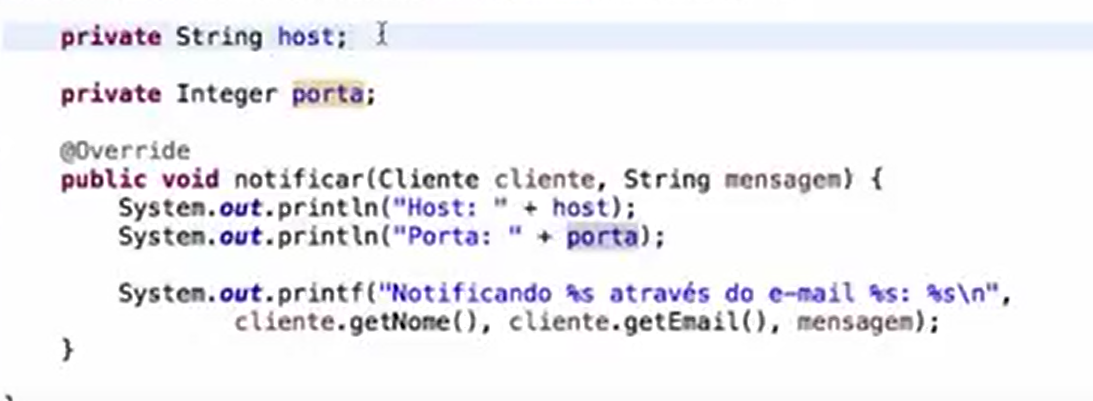 private String host;
private Integer porta;
@Override
public void notificar(Cliente cliente, String mensagem) {
System.out.println("Host: " + host);
System.out.println("Porta: " + porta);
System.out.printf("Notificando %s através do e-mail %s: %s\n",
cliente.getNome(), cliente.getEmail(), mensagem);
}